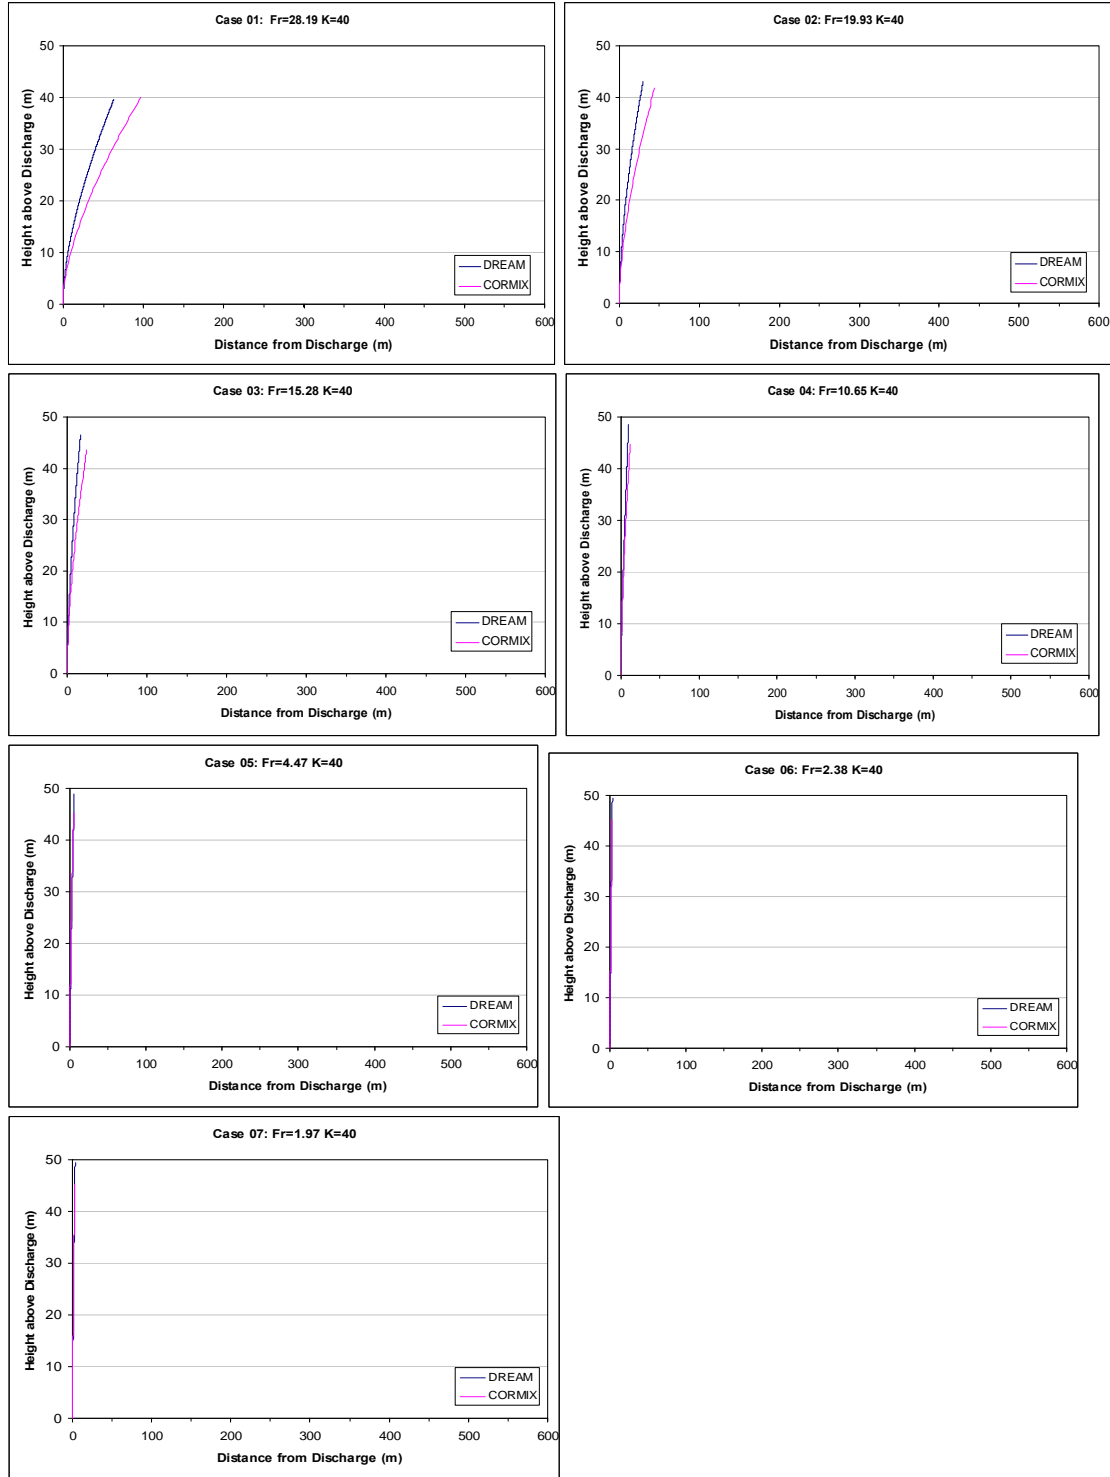 Case 01: Fr=28.19 K=40
50
40
30
20
10
0
Height above Discharge (m)
DREAM
CORMIX
0 100 200 300 400 500 600
Distance from Discharge (m)
Case 02: Fr=19.93 K=40
50
40
30
20
10
0
Height above Discharge (m)
DREAM
CORMIX
0 100 200 300 400 500 600
Distance from Discharge (m)
Case 03: Fr=15.28 K=40
50
40
30
20
10
0
Height above Discharge (m)
DREAM
CORMIX
0 100 200 300 400 500 600
Distance from Discharge (m)
Case 04: Fr=10.65 K=40
50
40
30
20
10
0
Height above Discharge (m)
DREAM
CORMIX
0 100 200 300 400 500 600
Distance from Discharge (m)
Case 05: Fr=4.47 K=40
50
40
30
20
10
0
Height above Discharge (m)
DREAM
CORMIX
0 100 200 300 400 500 600
Distance from Discharge (m)
Case 06: Fr=2.38 K=40
50
40
30
20
10
0
Height above Discharge (m)
DREAM
CORMIX
0 100 200 300 400 500 600
Distance from Discharge (m)
Case 07: Fr=1.97 K=40
50
40
30
20
10
0
Height above Discharge (m)
DREAM
CORMIX
0 100 200 300 400 500 600
Distance from Discharge (m)